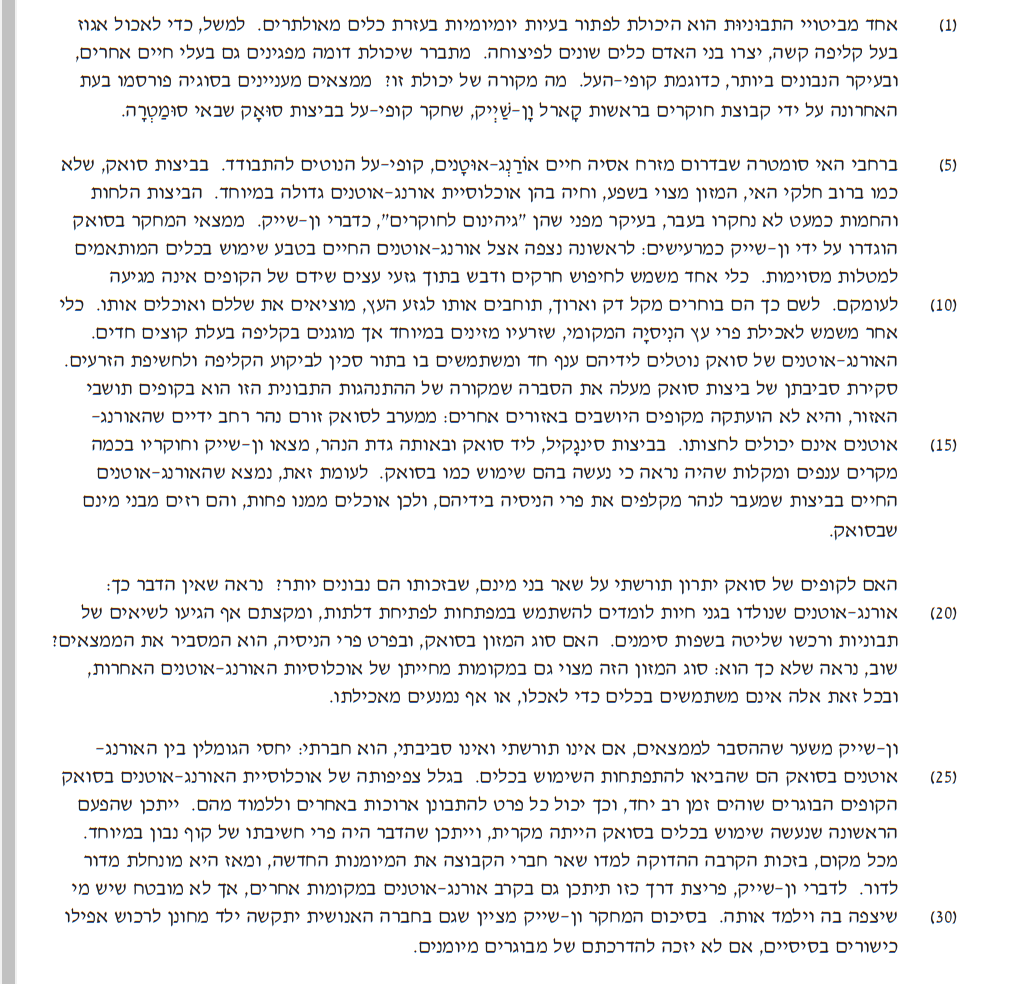 (1) אחד מביטויי התבוּניוּת הוא היכולת לפתור בעיות יומיומיות בעזרת כלים מאולתרים. למשל, כדי לאכול אגוז
בעל קליפה קשה, יצרו בני האדם כלים שונים לפיצוחה. מתברר שיכולת דומה מפגינים גם בעלי חיים אחרים,
ובעיקר הנבונים ביותר, כדוגמת קופי-העל. מה מקורה של יכולת זו? ממצאים מעניינים בסוגיה פורסמו בעת
האחרונה על ידי קבוצת חוקרים בראשות קָארל וָן-שַׁיְיק, שחקר קופי-על בביצות סוּאָק שבאי סוּמַטְרָה.
(5) ברחבי האי סומטרה שבדרום מזרח אסיה חיים אוֹרַנְג-אוּטָנים, קופי-על הנוטים להתבודד. בביצות סואק, שלא
כמו ברוב חלקי האי, המזון מצוי בשפע, וחיה בהן אוכלוסיית אורנג-אוטנים גדולה במיוחד. הביצות הלחות
והחמות כמעט לא נחקרו בעבר, בעיקר מפני שהן "גיהינום לחוקרים", כדברי ון-שייק. ממצאי המחקר בסואק
הוגדרו על ידי ון-שייק כמרעישים: לראשונה נצפה אצל אורנג-אוטנים החיים בטבע שימוש בכלים המותאמים
למטלות מסוימות. כלי אחד משמש לחיפוש חרקים ודבש בתוך גזעי עצים שידם של הקופים אינה מגיעה
(10) לעומקם. לשם כך הם בוחרים מקל דק וארוך, תוחבים אותו לגזע העץ, מוציאים את שללם ואוכלים אותו. כלי
אחר משמש לאכילת פרי עץ הנִיסיָה המקומי, שזרעיו מזינים במיוחד אך מוגנים בקליפה בעלת קוצים חדים.
האורנג-אוטנים של סואק נוטלים לידיהם ענף חד ומשתמשים בו בתור סכין לביקוע הקליפה ולחשיפת הזרעים.
סקירת סביבתן של ביצות סואק מעלה את הסברה שמקורה של ההתנהגות התבונית הזו הוא בקופים תושבי
האזור, והיא לא הועתקה מקופים היושבים באזורים אחרים: ממערב לסואק זורם נהר רחב ידיים שהאורנג-
(15) אוטנים אינם יכולים לחצותו. בביצות סינגָקיל, ליד סואק ובאותה גדת הנהר, מצאו ון-שייק וחוקריו בכמה
מקרים ענפים ומקלות שהיה נראה כי נעשה בהם שימוש כמו בסואק. לעומת זאת, נמצא שהאורנג-אוטנים
החיים בביצות שמעבר לנהר מקלפים את פרי הניסיה בידיהם, ולכן אוכלים ממנו פחות, והם רזים מבני מינם
שבסואק.
האם לקופים של סואק יתרון תורשתי על שאר בני מינם, שבזכותו הם נבונים יותר? נראה שאין הדבר כך:
(20) אורנג-אוטנים שנולדו בגני חיות לומדים להשתמש במפתחות לפתיחת דלתות, ומקצתם אף הגיעו לשיאים של
תבוניות ורכשו שליטה בשפות סימנים. האם סוג המזון בסואק, ובפרט פרי הניסיה, הוא המסביר את הממצאים?
שוב, נראה שלא כך הוא: סוג המזון הזה מצוי גם במקומות מחייתן של אוכלוסיות האורנג-אוטנים האחרות,
ובכל זאת אלה אינם משתמשים בכלים כדי לאכלו, או אף נמנעים מאכילתו.
ון-שייק משער שההסבר לממצאים, אם אינו תורשתי ואינו סביבתי, הוא חברתי: יחסי הגומלין בין האורנג-
(25) אוטנים בסואק הם שהביאו להתפתחות השימוש בכלים. בגלל צפיפותה של אוכלוסיית האורנג-אוטנים בסואק
הקופים הבוגרים שוהים זמן רב יחד, וכך יכול כל פרט להתבונן ארוכות באחרים וללמוד מהם. ייתכן שהפעם
הראשונה שנעשה שימוש בכלים בסואק הייתה מקרית, וייתכן שהדבר היה פרי חשיבתו של קוף נבון במיוחד.
מכל מקום, בזכות הקרבה ההדוקה למדו שאר חברי הקבוצה את המיומנות החדשה, ומאז היא מונחלת מדור
לדור. לדברי ון-שייק, פריצת דרך כזו תיתכן גם בקרב אורנג-אוטנים במקומות אחרים, אך לא מובטח שיש מי
(30) שיצפה בה וילמד אותה. בסיכום המחקר ון-שייק מציין שגם בחברה האנושית יתקשה ילד מחונן לרכוש אפילו
כישורים בסיסיים, אם לא יזכה להדרכתם של מבוגרים מיומנים.